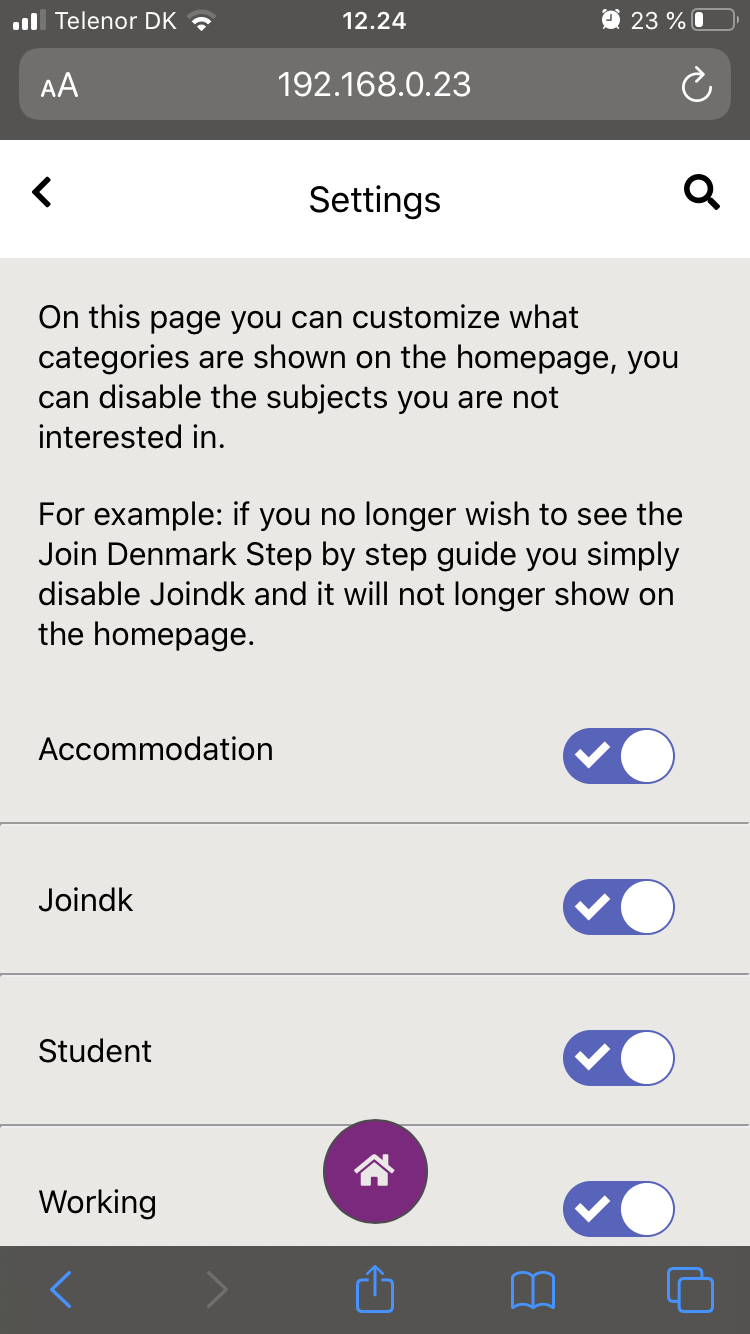 Telenor DK 12.24 23 %
AA 192.168.0.23
Settings
On this page you can customize what
categories are shown on the homepage, you
can disable the subjects you are not
interested in.
For example: if you no longer wish to see the
Join Denmark Step by step guide you simply
disable Joindk and it will not longer show on
the homepage.
Accommodation
Joindk
Student
Working